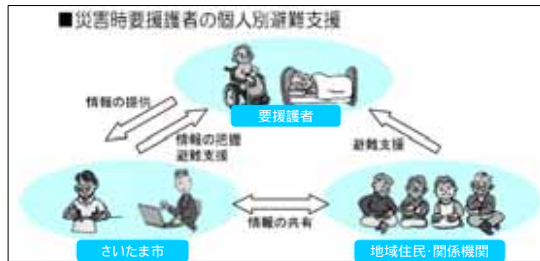 ■災害時要援護者の個人別避難支援
情報の提供
要援護者
情報の把握
避難支援
避難支援
情報の共有
さいたま市
地域住民・関係機関